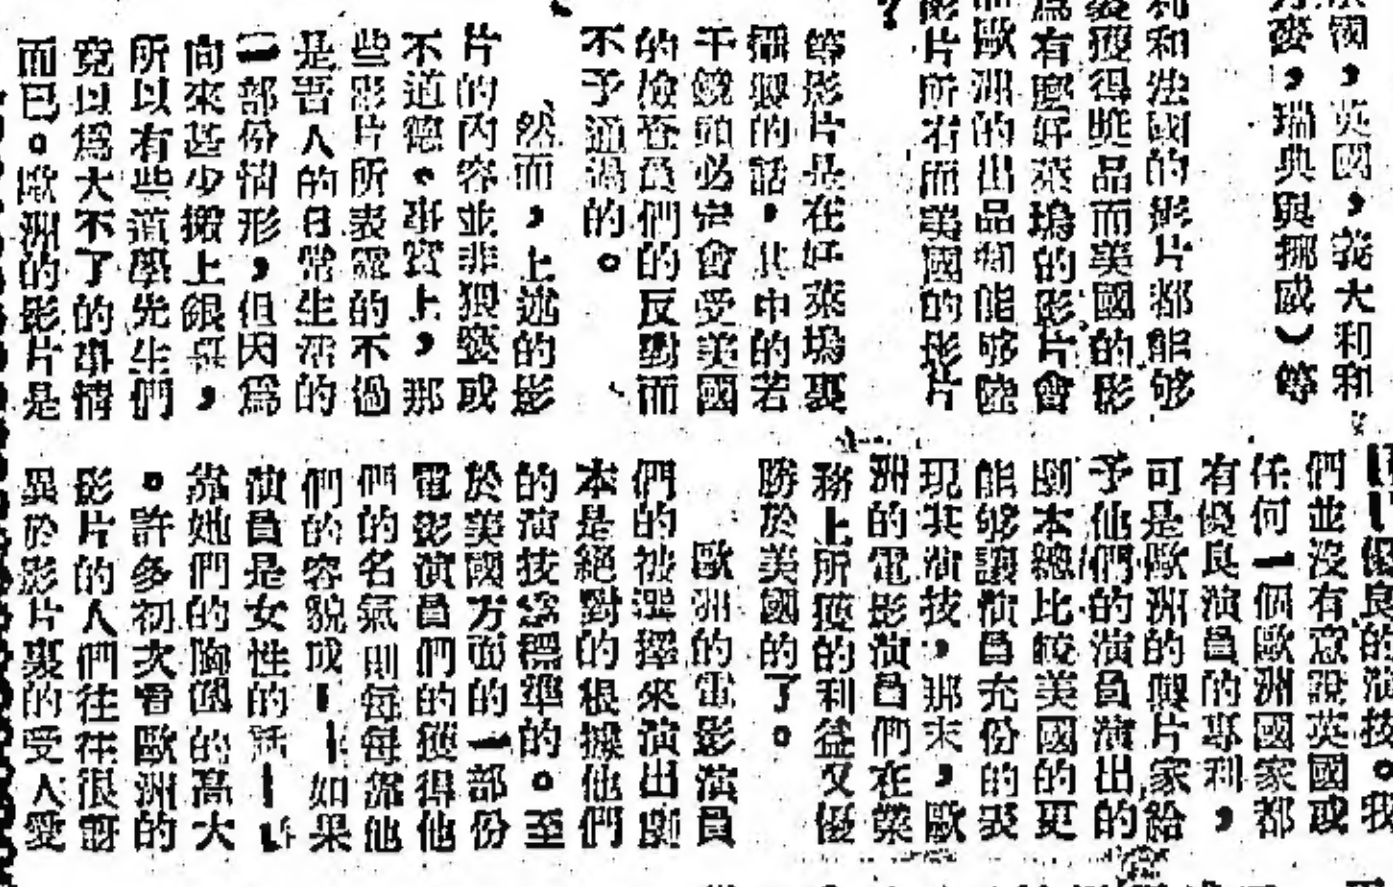 國,英國,義大利和
麥,瑞典與挪威)等
利和法國的影片都能够
獲得獎品而美國的影
爲有麼好萊塢的影片會
歐洲的出品却能够陸
影片所有而美國的影片
?
等影片是在好萊塢裏
攝製的話,其中的若
干鏡頭必定會受美國
的檢查員們的反對而
不予通過的。
然而,上述的影
片的內容並非猥褻或
不道德。事實上,那
些影片所表露的不過
是吾人的日常生活的
一部份情形,但因爲
向來甚少搬上銀幕,
所以有些道學先生們
竟以爲大不了的事情
而已。歐洲的影片是
優良的演技。我
們並沒有意說英國或
任何一個歐洲國家都
有優良演員的專利,
可是歐洲的製片家給
予他們的演員演出的
劇本總比較美國的更
能够讓演員充份的表
現其演技,那末,歐
洲的電影演員們在業
務上所獲的利益又優
勝於美國的了。
歐洲的電影演員
們的被選擇來演出劇
本是絕對的根據他們
的演技為標準的。至
於美國方面的一部份
電影演員們的獲得他
們的名氣則每每靠他
們的容貌或——如果
演員是女性的話——
靠她們的胸圍的高大
。許多初次看歐洲的
影片的人們往往很訝
異於影片裏的受人愛